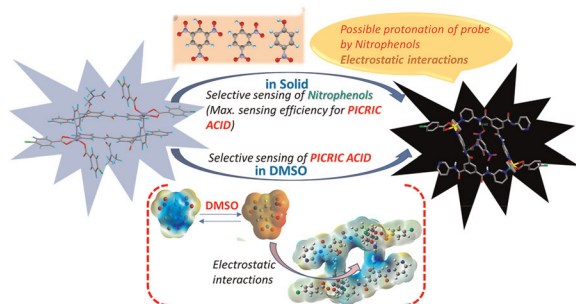 Possible protonation of probe
by Nitrophenols
Electrostatic interactions
in Solid
Selective sensing of Nitrophenols
(Max. sensing efficiency for PICRIC
ACID)
Selective sensing of PICRIC ACID
in DMSO
DMSO
Electrostatic
interactions